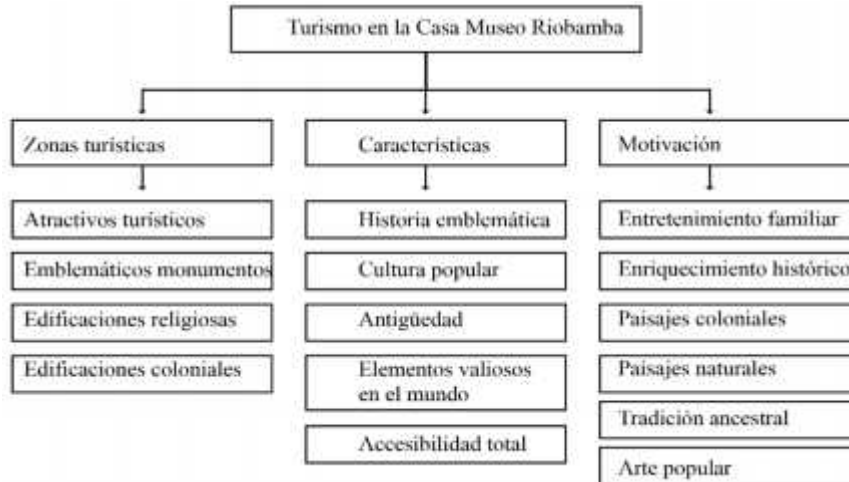 Turismo en la Casa Museo Riobamba
Zonas turísticas
Atractivos turísticos
Emblemáticos monumentos
Edificaciones religiosas
Edificaciones coloniales
Características
Historia emblemática
Cultura popular
Antigüedad
Elementos valiosos
en el mundo
Accesibilidad total
Motivación
Entretenimiento familiar
Enriquecimiento histórico
Paisajes coloniales
Paisajes naturales
Tradición ancestral
Arte popular